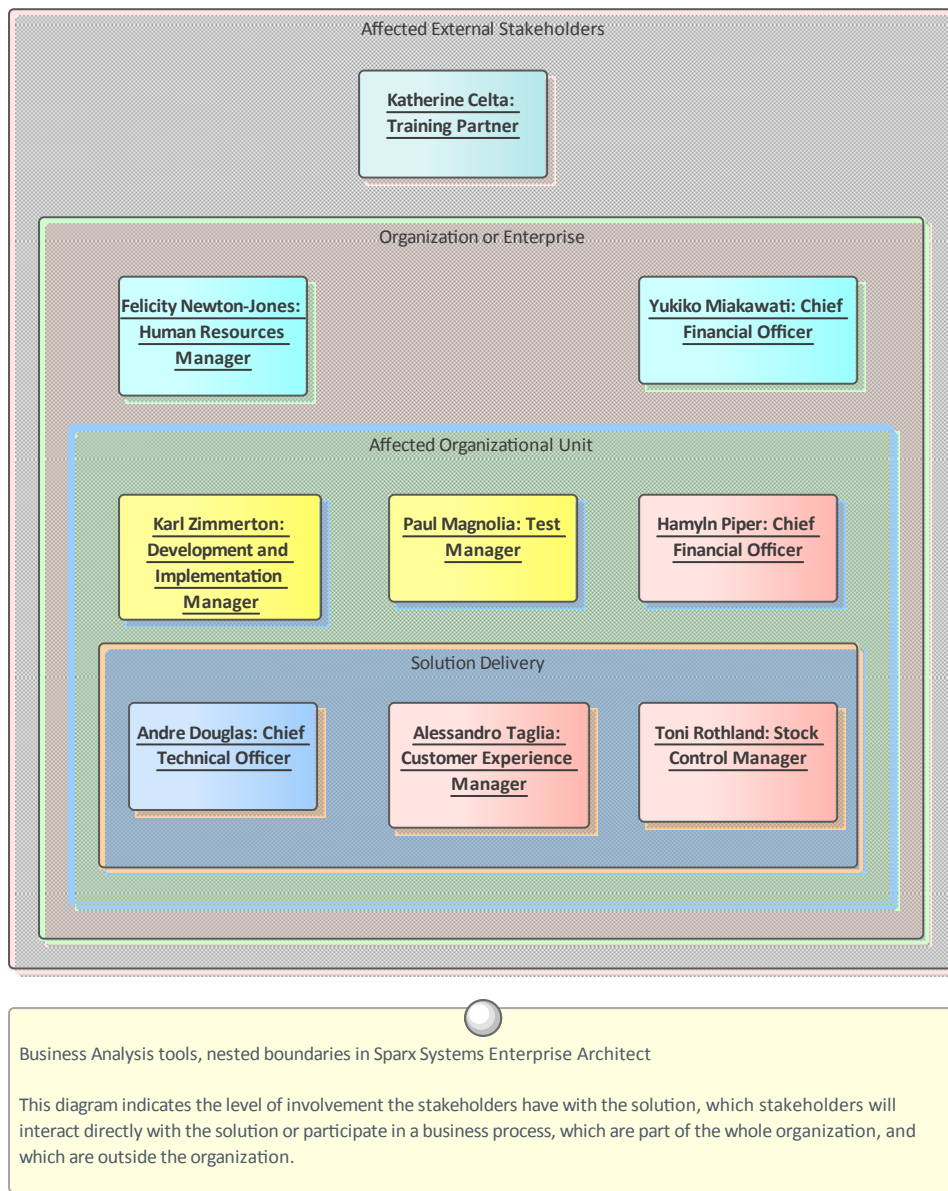 Affected External Stakeholders
Katherine Celta:
Training Partner
Organization or Enterprise
Felicity Newton-Jones:
Human Resources
Manager
Yukiko Miakawati: Chief
Financial Officer
Affected Organizational Unit
Karl Zimmerton:
Development and
Implementation
Manager
Paul Magnolia: Test
Manager
Hamyln Piper: Chief
Financial Officer
Solution Delivery
Andre Douglas: Chief
Technical Officer
Alessandro Taglia:
Customer Experience
Manager
Toni Rothland: Stock
Control Manager
Business Analysis tools, nested boundaries in Sparx Systems Enterprise Architect
This diagram indicates the level of involvement the stakeholders have with the solution, which stakeholders will
interact directly with the solution or participate in a business process, which are part of the whole organization, and
which are outside the organization.